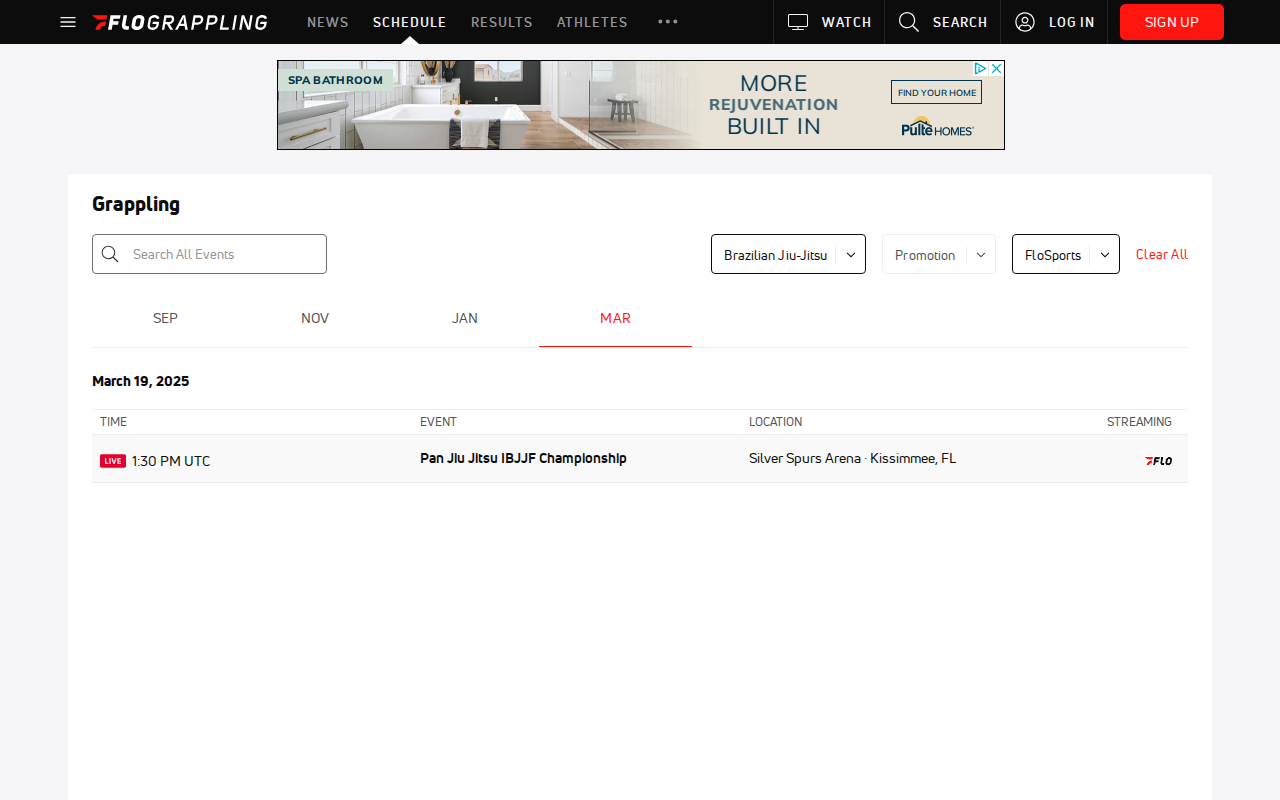 FLOGRAPPLING NEWS SCHEDULE RESULTS ATHLETES WATCH SEARCH LOG IN SIGN UP
SPA BATHROOM
MORE
REJUVENATION
BUILT IN
FIND YOUR HOME
Pulte HOMES
Grappling
Search All Events
Brazilian Jiu-Jitsu
Promotion
FloSports
Clear All
SEP NOV JAN MAR
March 19, 2025
TIME EVENT LOCATION STREAMING
LIVE 1:30 PM UTC Pan Jiu Jitsu IBJJF Championship Silver Spurs Arena · Kissimmee, FL FLO